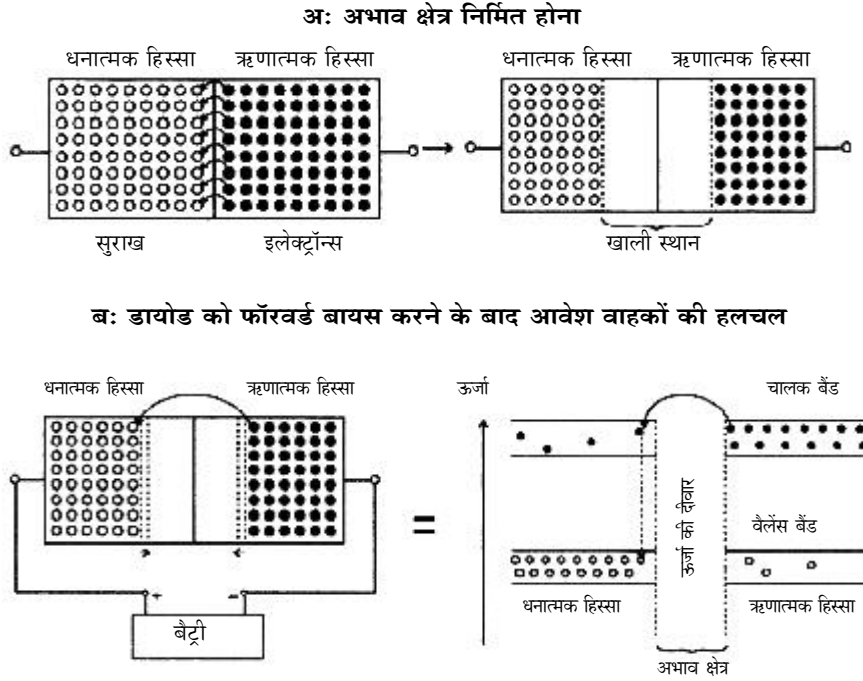 अः अभाव क्षेत्र निर्मित होना
धनात्मक हिस्सा ऋणात्मक हिस्सा धनात्मक हिस्सा ऋणात्मक हिस्सा
सुराख इलेक्ट्रॉन्स खाली स्थान
बः डायोड को फॉरवर्ड बायस करने के बाद आवेश वाहकों की हलचल
धनात्मक हिस्सा ऋणात्मक हिस्सा ऊर्जा चालक बैंड
ऊर्जा की दीवार
वैलेंस बैंड
=
धनात्मक हिस्सा ऋणात्मक हिस्सा
+ −
बैट्री
अभाव क्षेत्र